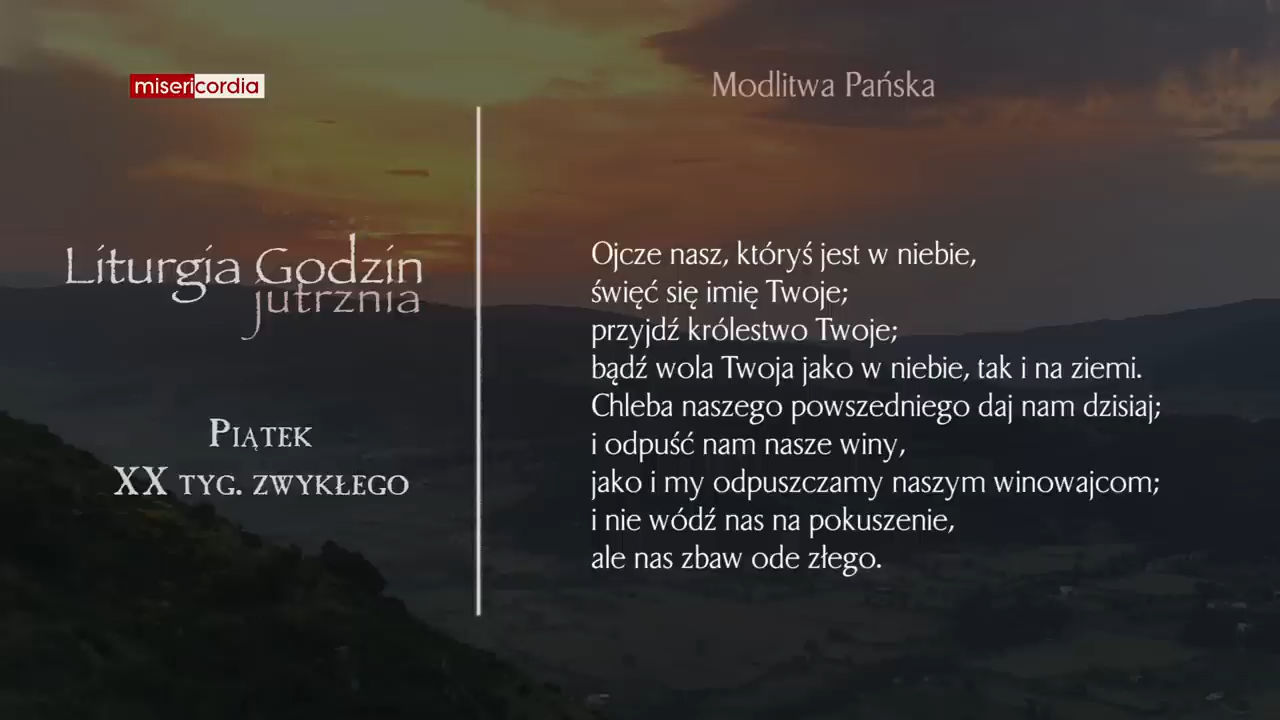 misericordia
Liturgia Godzin
jutrznia
Piątek
XX tyg. zwykłego
Modlitwa Pańska
Ojcze nasz, któryś jest w niebie,
święć się imię Twoje;
przyjdź królestwo Twoje;
bądź wola Twoja jako w niebie, tak i na ziemi.
Chleba naszego powszedniego daj nam dzisiaj;
i odpuść nam nasze winy,
jako i my odpuszczamy naszym winowajcom;
i nie wódź nas na pokuszenie,
ale nas zbaw ode złego.